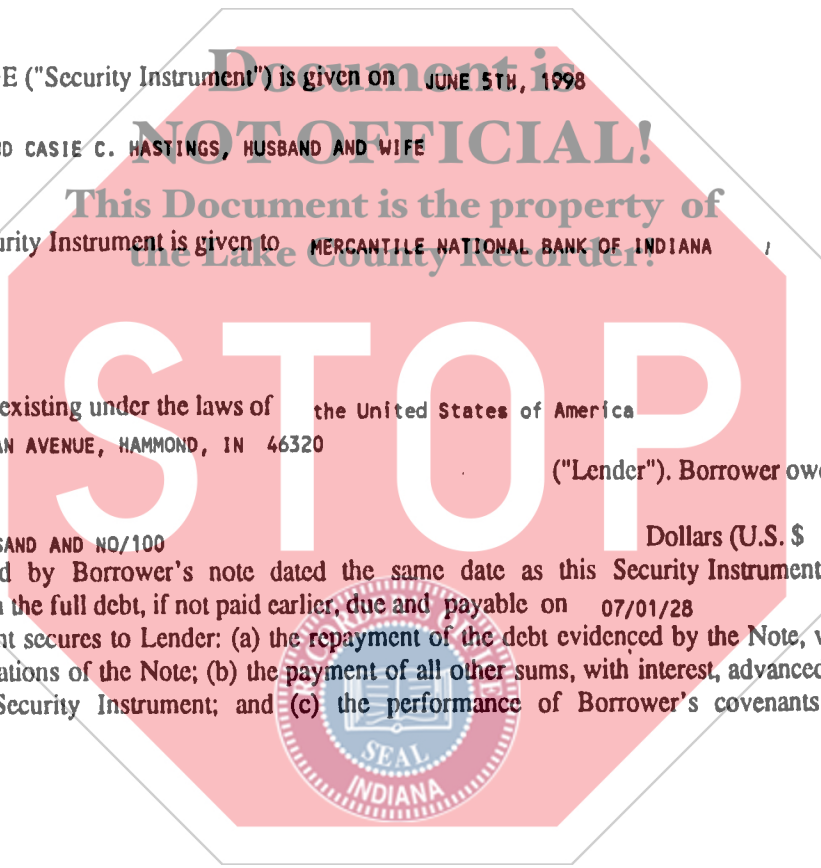 Document is
E ("Security Instrument") is given on JUNE 5TH, 1998
NOT OFFICIAL!
D CASIE C. HASTINGS, HUSBAND AND WIFE
This Document is the property of
urity Instrument is given to MERCANTILE NATIONAL BANK OF INDIANA
the Lake County Recorder!
STOP
existing under the laws of the United States of America
AN AVENUE, HAMMOND, IN 46320
("Lender"). Borrower owe
SAND AND NO/100 Dollars (U.S. $
d by Borrower's note dated the same date as this Security Instrument
the full debt, if not paid earlier, due and payable on 07/01/28
nt secures to Lender: (a) the repayment of the debt evidenced by the Note, v
ations of the Note; (b) the payment of all other sums, with interest, advanced
Security Instrument; and (c) the performance of Borrower's covenants
SEAL
INDIANA